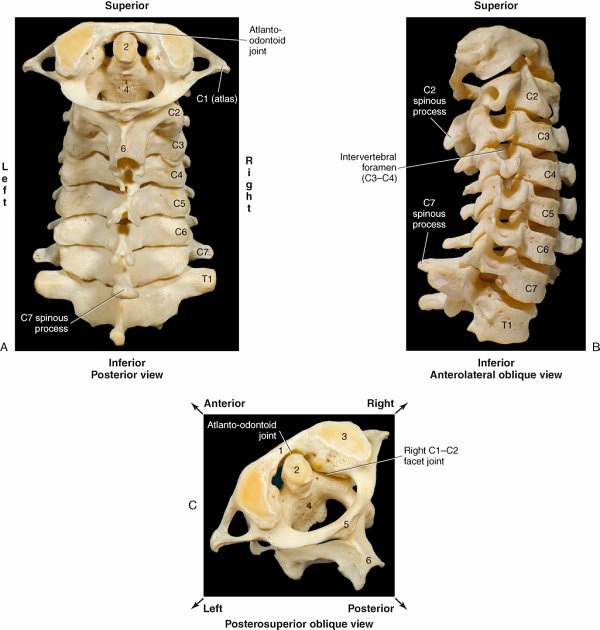 Superior
Atlanto-
odontoid
joint
2
4
C1 (atlas)
C2
6
C3
C4
C5
C6
C7
T1
C7 spinous
process
Left
Right
A
Inferior
Posterior view
Superior
C2
spinous
process
C2
C3
Intervertebral
foramen
(C3–C4)
C4
C7
spinous
process
C5
C6
C7
T1
B
Inferior
Anterolateral oblique view
Anterior
Right
Atlanto-odontoid
joint
1
2
3
Right C1–C2
facet joint
C
4
5
6
Left
Posterior
Posterosuperior oblique view